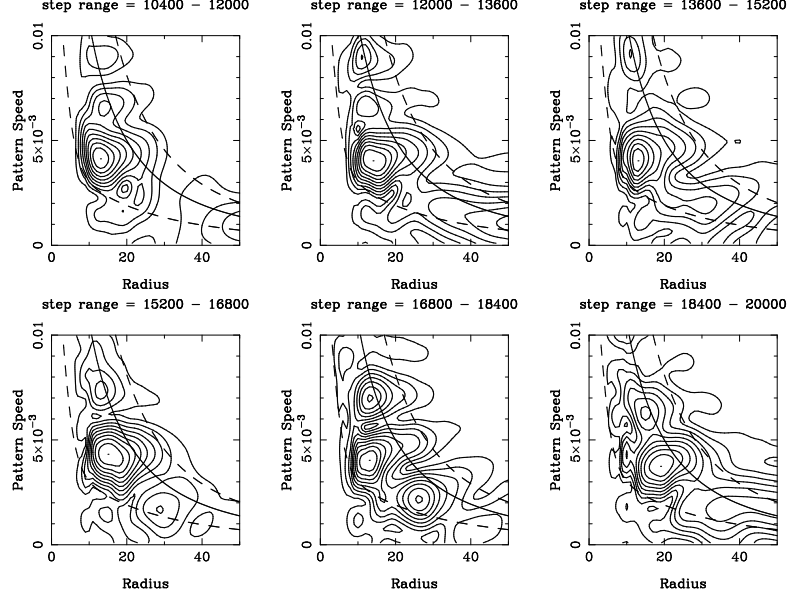 step range = 10400 − 12000
step range = 12000 − 13600
step range = 13600 − 15200
0.01
0.01
0.01
Pattern Speed
Pattern Speed
Pattern Speed
5×10⁻³
5×10⁻³
5×10⁻³
0
0
0
0 20 40
0 20 40
0 20 40
Radius
Radius
Radius
step range = 15200 − 16800
step range = 16800 − 18400
step range = 18400 − 20000
0.01
0.01
0.01
Pattern Speed
Pattern Speed
Pattern Speed
5×10⁻³
5×10⁻³
5×10⁻³
0
0
0
0 20 40
0 20 40
0 20 40
Radius
Radius
Radius